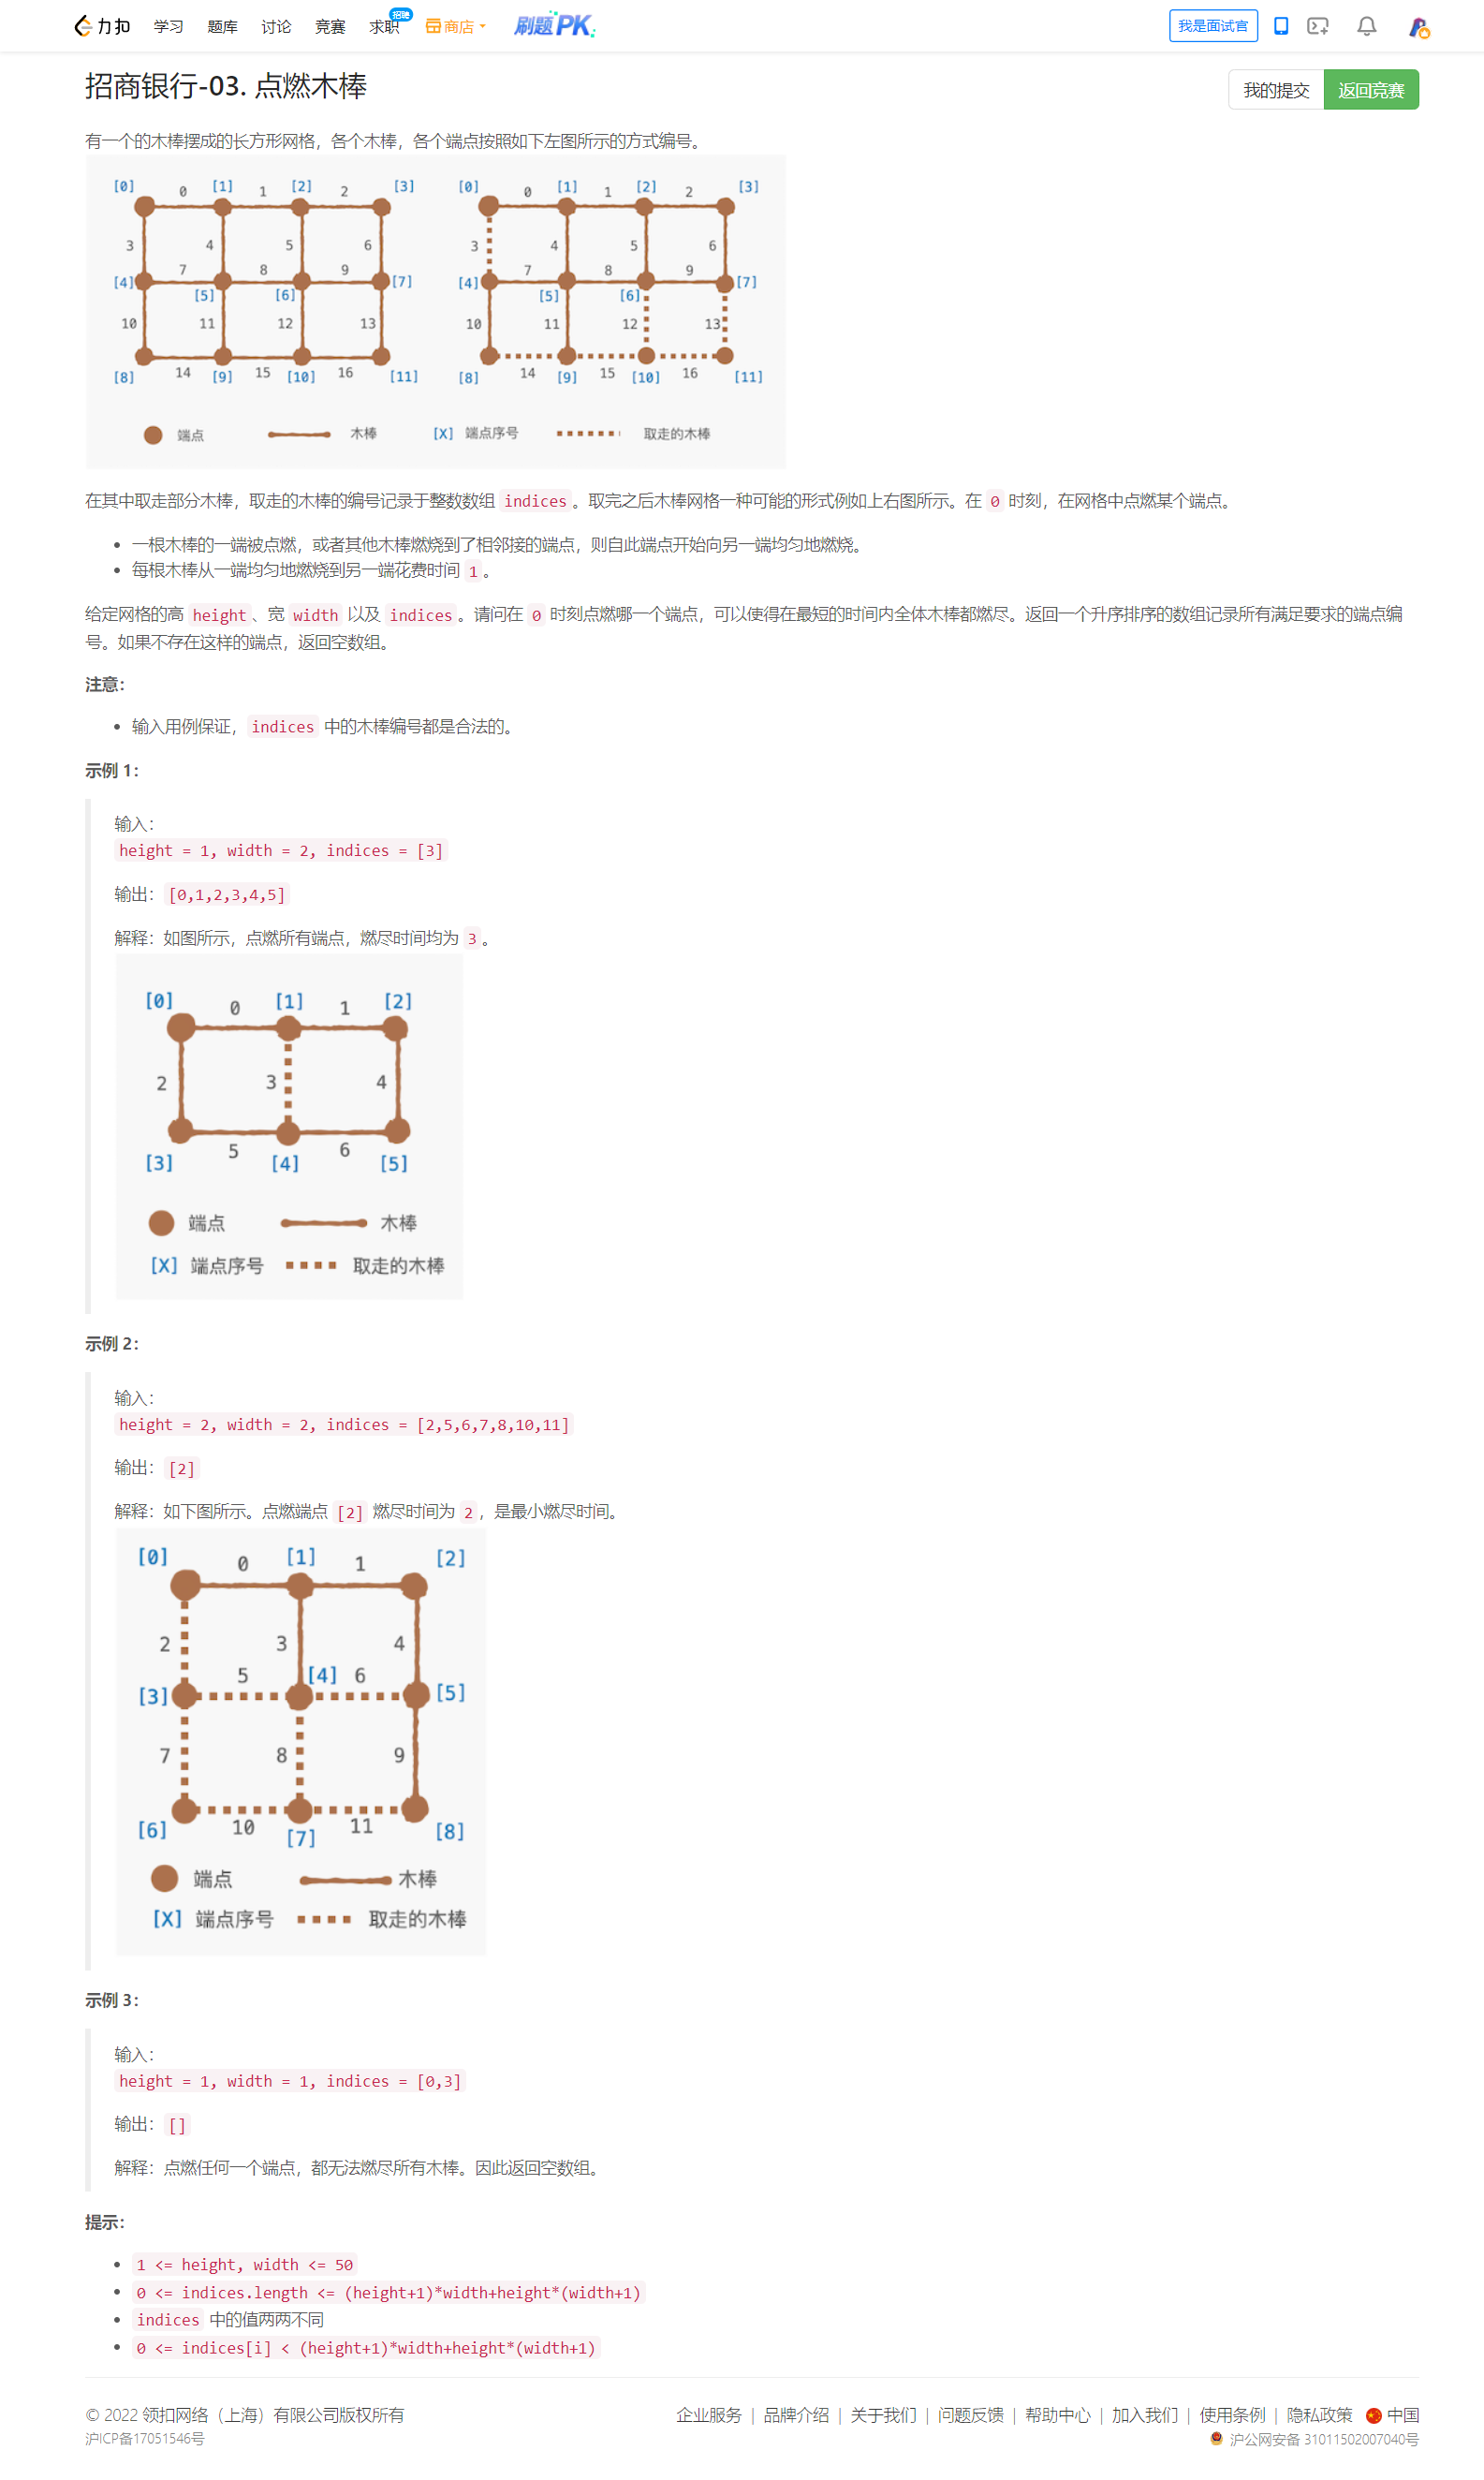 力扣 学习 题库 讨论 竞赛 求职 招聘 商店 刷题PK 我是面试官
招商银行-03. 点燃木棒 我的提交 返回竞赛
有一个的木棒摆成的长方形网格，各个木棒，各个端点按照如下左图所示的方式编号。
[0] 0 [1] 1 [2] 2 [3] [0] 0 [1] 1 [2] 2 [3]
3 4 5 6 3 4 5 6
[4] 7 8 9 [7] [4] 7 8 9 [7]
[5] [6] [5] [6]
10 11 12 13 10 11 12 13
[8] 14 [9] 15 [10] 16 [11] [8] 14 [9] 15 [10] 16 [11]
端点 木棒 [X] 端点序号 取走的木棒
在其中取走部分木棒，取走的木棒的编号记录于整数数组 indices。取完之后木棒网格一种可能的形式例如上右图所示。在 0 时刻，在网格中点燃某个端点。
一根木棒的一端被点燃，或者其他木棒燃烧到了相邻接的端点，则自此端点开始向另一端均匀地燃烧。
每根木棒从一端均匀地燃烧到另一端花费时间 1。
给定网格的高 height、宽 width 以及 indices。请问在 0 时刻点燃哪一个端点，可以使得在最短的时间内全体木棒都燃尽。返回一个升序排序的数组记录所有满足要求的端点编
号。如果不存在这样的端点，返回空数组。
注意：
输入用例保证，indices 中的木棒编号都是合法的。
示例 1：
输入：
height = 1, width = 2, indices = [3]
输出：[0,1,2,3,4,5]
解释：如图所示，点燃所有端点，燃尽时间均为 3。
[0] 0 [1] 1 [2]
2 3 4
[3] 5 [4] 6 [5]
端点 木棒
[X] 端点序号 取走的木棒
示例 2：
输入：
height = 2, width = 2, indices = [2,5,6,7,8,10,11]
输出：[2]
解释：如下图所示。点燃端点 [2] 燃尽时间为 2，是最小燃尽时间。
[0] 0 [1] 1 [2]
2 3 4
[3] 5 [4] 6 [5]
7 8 9
[6] 10 [7] 11 [8]
端点 木棒
[X] 端点序号 取走的木棒
示例 3：
输入：
height = 1, width = 1, indices = [0,3]
输出：[]
解释：点燃任何一个端点，都无法燃尽所有木棒。因此返回空数组。
提示：
1 <= height, width <= 50
0 <= indices.length <= (height+1)*width+height*(width+1)
indices 中的值两两不同
0 <= indices[i] < (height+1)*width+height*(width+1)
© 2022 领扣网络（上海）有限公司版权所有 企业服务 | 品牌介绍 | 关于我们 | 问题反馈 | 帮助中心 | 加入我们 | 使用条例 | 隐私政策 中国
沪ICP备17051546号 沪公网安备 31011502007040号